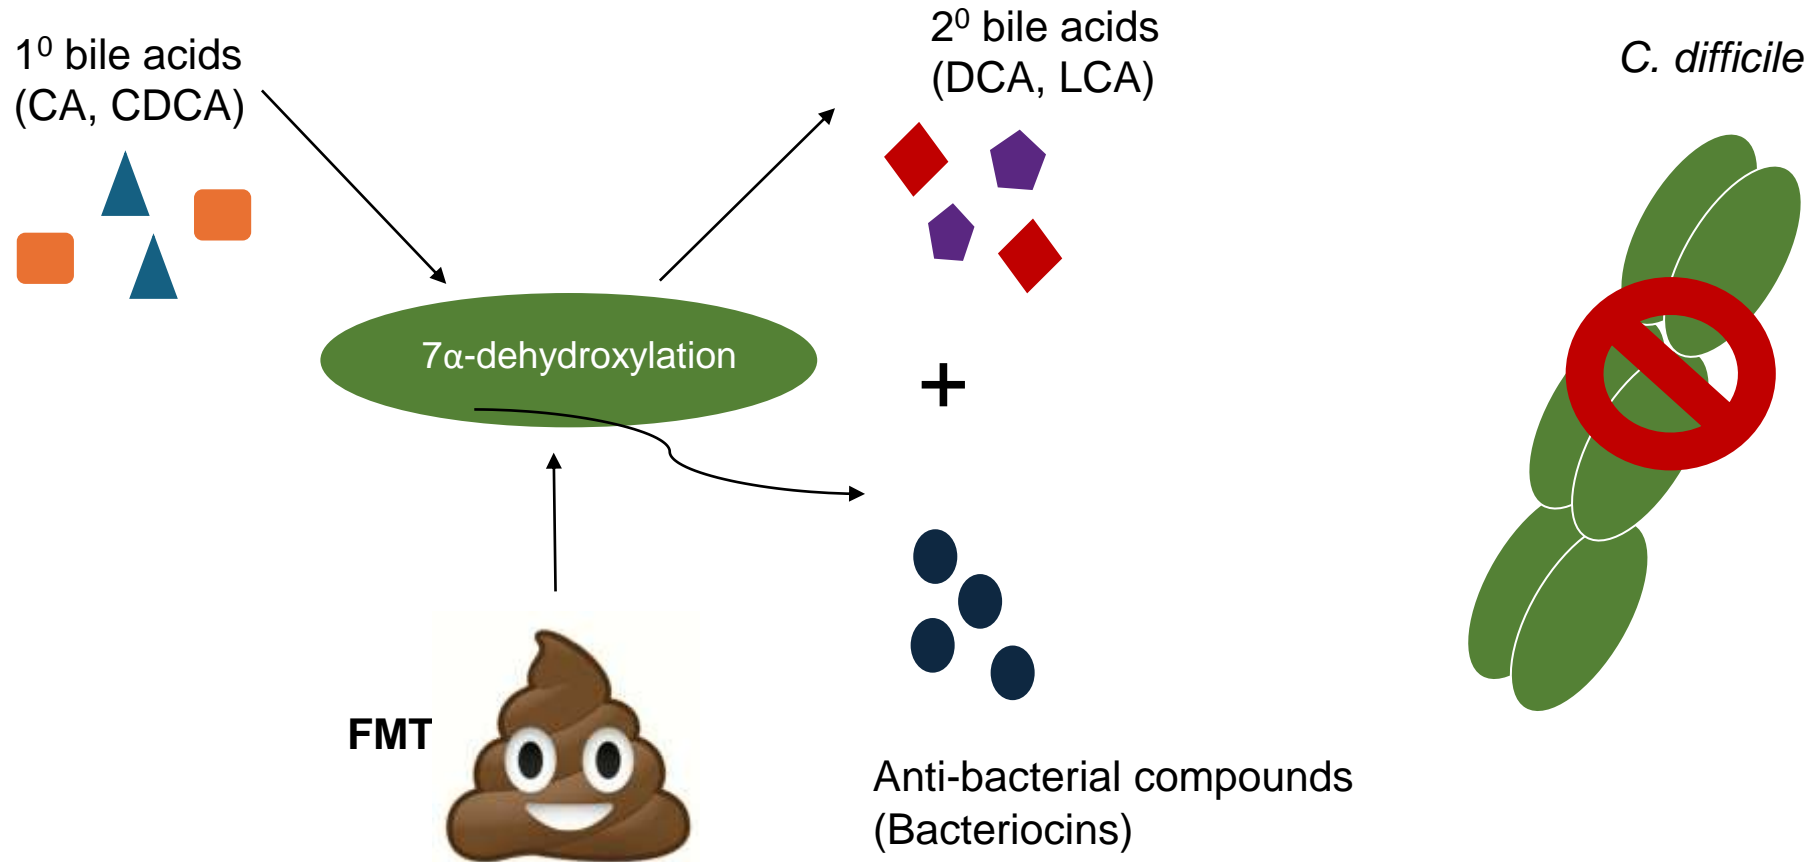 1⁰ bile acids
(CA, CDCA)
2⁰ bile acids
(DCA, LCA)
C. difficile
7α-dehydroxylation
+
FMT
Anti-bacterial compounds
(Bacteriocins)